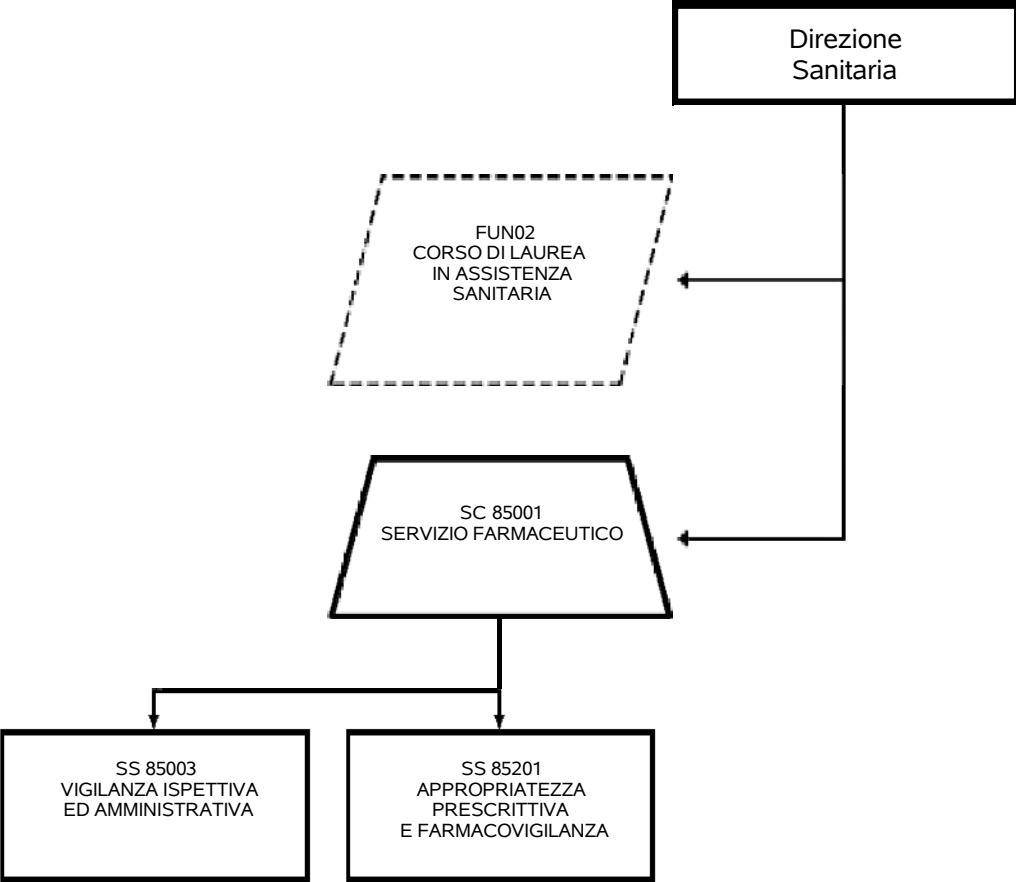 Direzione
Sanitaria
FUN02
CORSO DI LAUREA
IN ASSISTENZA
SANITARIA
SC 85001
SERVIZIO FARMACEUTICO
SS 85003
VIGILANZA ISPETTIVA
ED AMMINISTRATIVA
SS 85201
APPROPRIATEZZA
PRESCRITTIVA
E FARMACOVIGILANZA